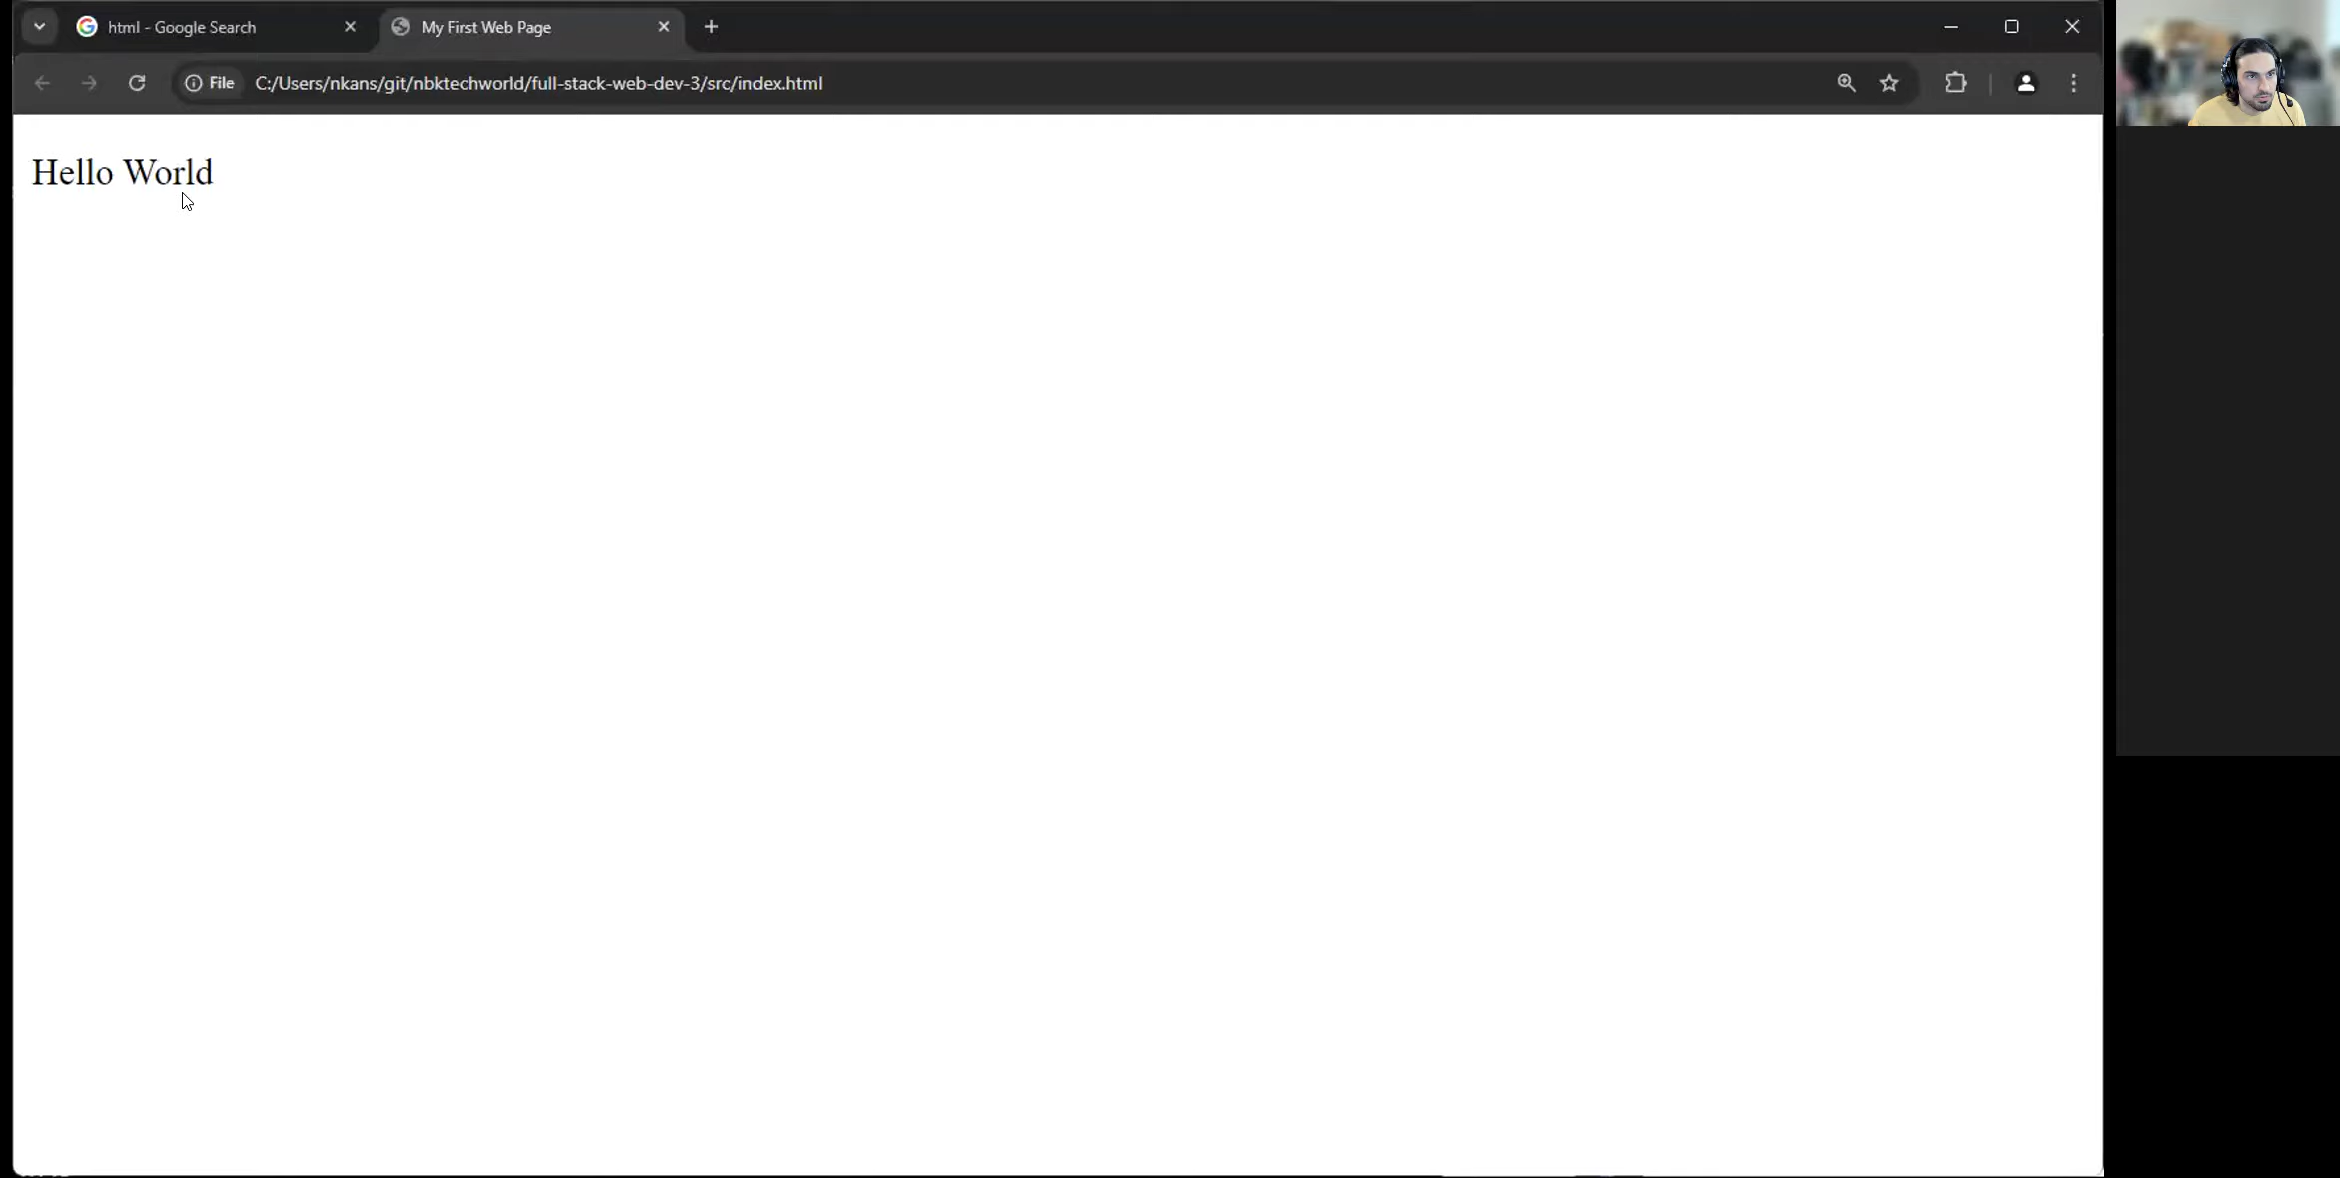 html - Google Search
My First Web Page
File
C:/Users/nkans/git/nbktechworld/full-stack-web-dev-3/src/index.html
Hello World